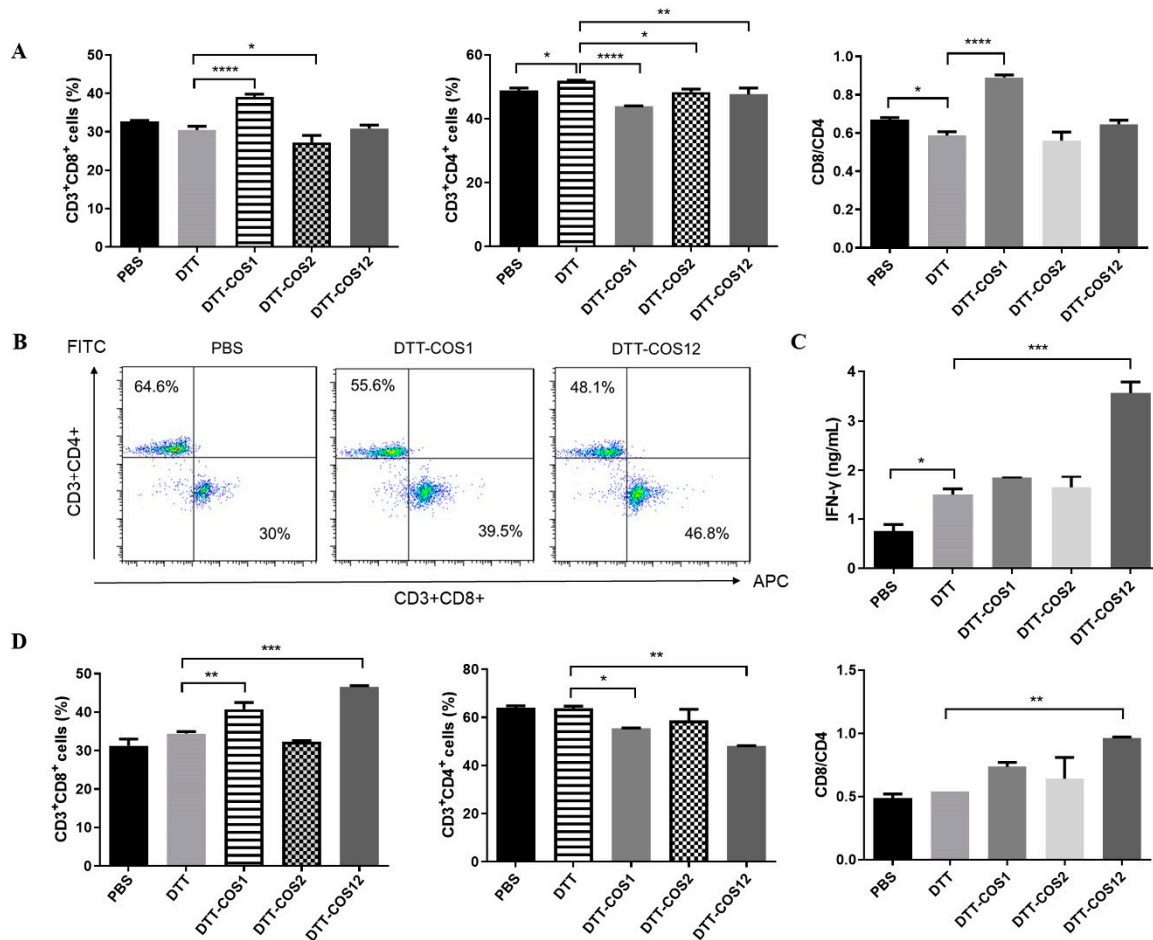 A
CD3+CD8+ cells (%)
50
40
30
20
10
0
*
****
PBS
DTT
DTT-COS1
DTT-COS2
DTT-COS12
CD3+CD4+ cells (%)
60
40
20
0
**
*
*
****
PBS
DTT
DTT-COS1
DTT-COS2
DTT-COS12
CD8/CD4
1.0
0.8
0.6
0.4
0.2
0.0
****
*
PBS
DTT
DTT-COS1
DTT-COS2
DTT-COS12
B
FITC
PBS
DTT-COS1
DTT-COS12
64.6%
55.6%
48.1%
CD3+CD4+
30%
39.5%
46.8%
APC
CD3+CD8+
C
IFN-γ (ng/mL)
4
3
2
1
0
***
*
PBS
DTT
DTT-COS1
DTT-COS2
DTT-COS12
D
CD3+CD8+ cells (%)
50
40
30
20
10
0
***
**
PBS
DTT
DTT-COS1
DTT-COS2
DTT-COS12
CD3+CD4+ cells (%)
80
60
40
20
0
**
*
PBS
DTT
DTT-COS1
DTT-COS2
DTT-COS12
CD8/CD4
1.5
1.0
0.5
0.0
**
PBS
DTT
DTT-COS1
DTT-COS2
DTT-COS12